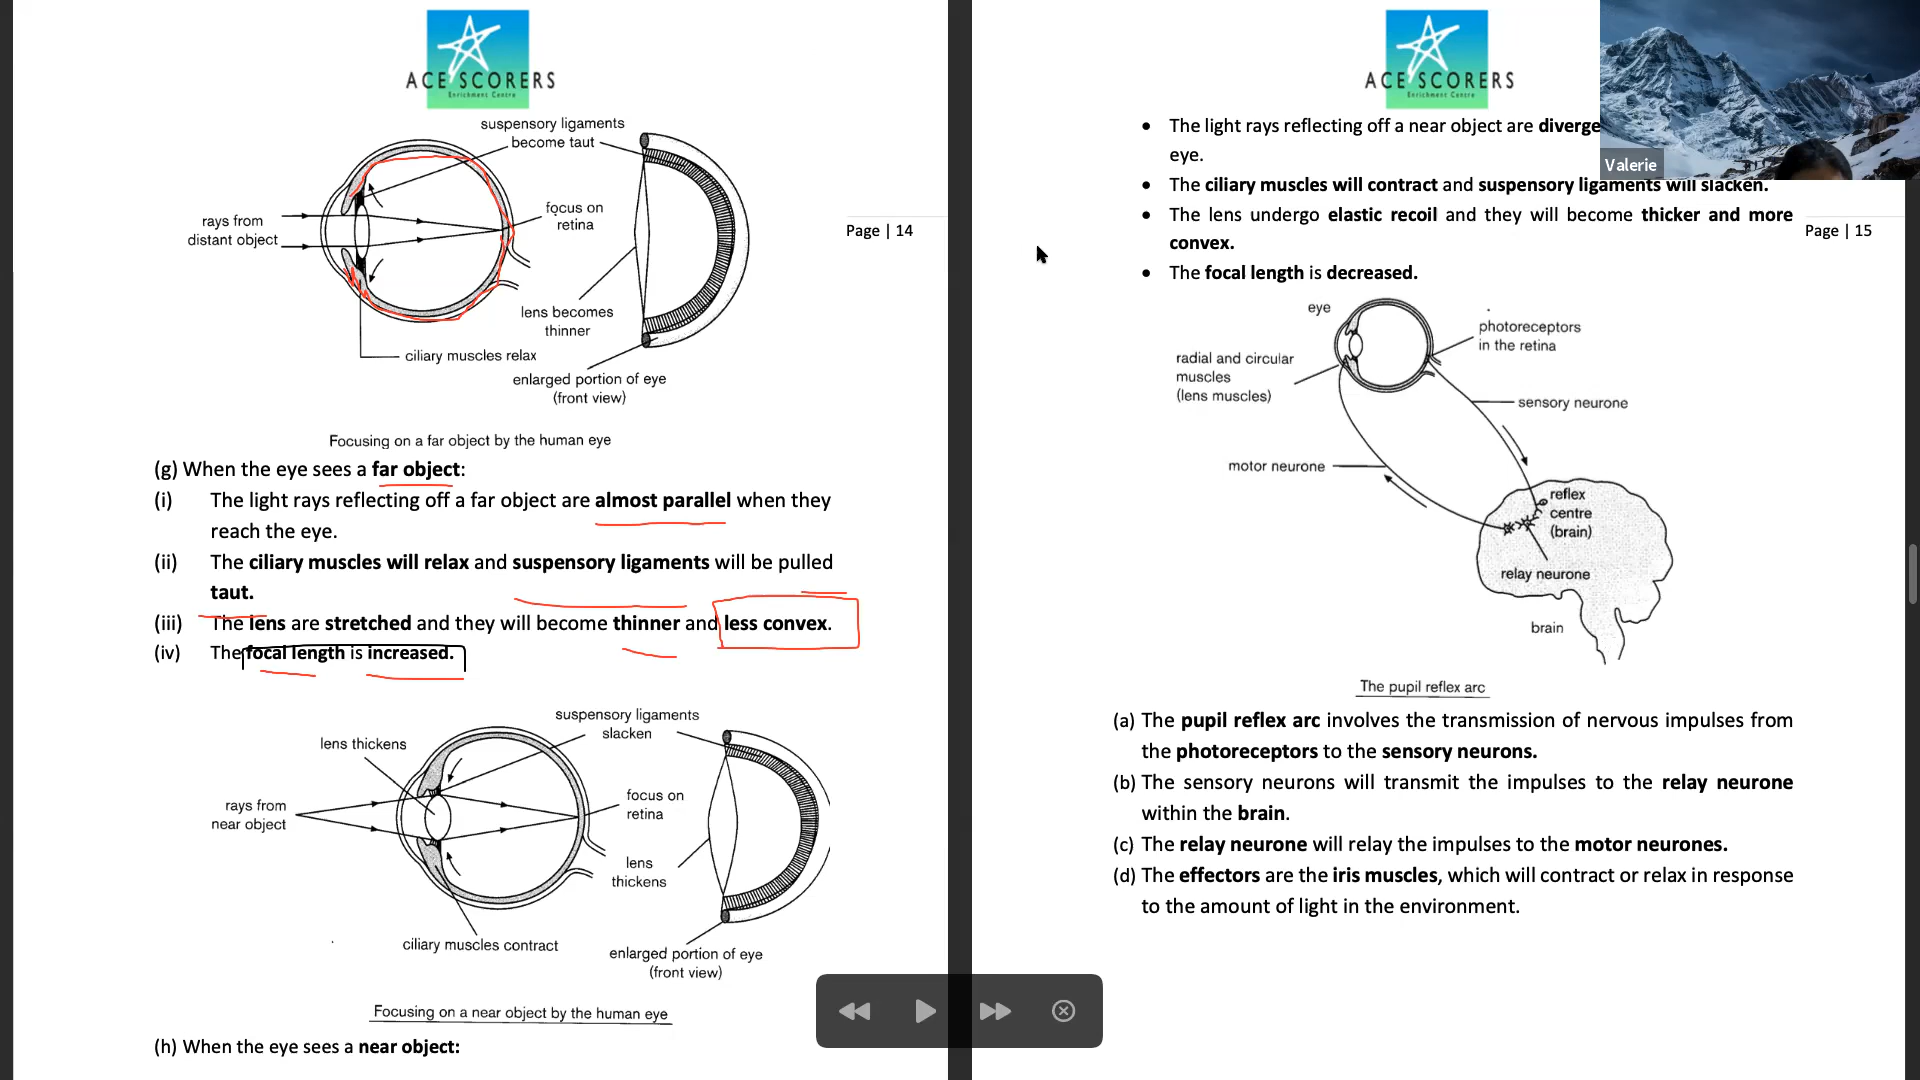 ACE SCORERS
Enrichment Centre
suspensory ligaments
become taut
rays from
distant object
focus on
retina
Page | 14
lens becomes
thinner
ciliary muscles relax
enlarged portion of eye
(front view)
Focusing on a far object by the human eye
(g) When the eye sees a far object:
(i) The light rays reflecting off a far object are almost parallel when they
reach the eye.
(ii) The ciliary muscles will relax and suspensory ligaments will be pulled
taut.
(iii) The lens are stretched and they will become thinner and less convex.
(iv) The focal length is increased.
suspensory ligaments
slacken
lens thickens
rays from
near object
focus on
retina
lens
thickens
ciliary muscles contract
enlarged portion of eye
(front view)
Focusing on a near object by the human eye
(h) When the eye sees a near object:
ACE SCORERS
Enrichment Centre
Valerie
• The light rays reflecting off a near object are diverge
eye.
• The ciliary muscles will contract and suspensory ligaments will slacken.
• The lens undergo elastic recoil and they will become thicker and more
convex.
Page | 15
• The focal length is decreased.
eye
photoreceptors
in the retina
radial and circular
muscles
(lens muscles)
sensory neurone
motor neurone
reflex
centre
(brain)
relay neurone
brain
The pupil reflex arc
(a) The pupil reflex arc involves the transmission of nervous impulses from
the photoreceptors to the sensory neurons.
(b) The sensory neurons will transmit the impulses to the relay neurone
within the brain.
(c) The relay neurone will relay the impulses to the motor neurones.
(d) The effectors are the iris muscles, which will contract or relax in response
to the amount of light in the environment.